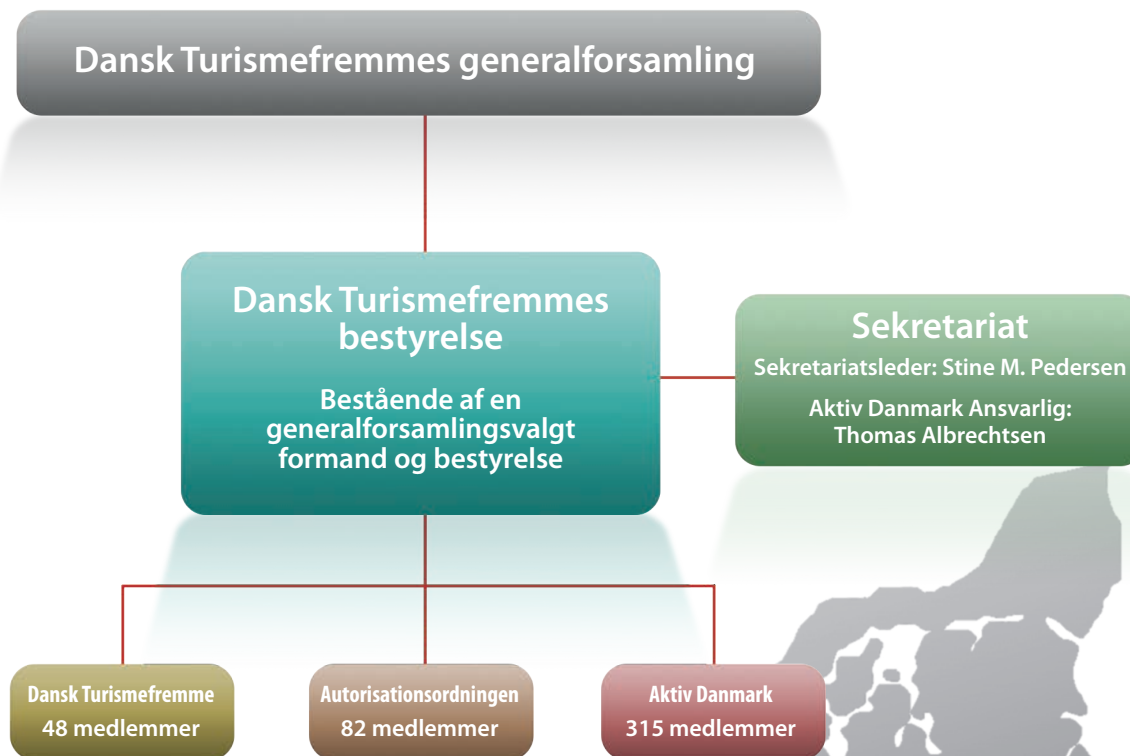 Dansk Turismefremmes generalforsamling
Dansk Turismefremmes
bestyrelse
Bestående af en
generalforsamlingsvalgt
formand og bestyrelse
Sekretariat
Sekretariatsleder: Stine M. Pedersen
Aktiv Danmark Ansvarlig:
Thomas Albrechtsen
Dansk Turismefremme
48 medlemmer
Autorisationsordningen
82 medlemmer
Aktiv Danmark
315 medlemmer